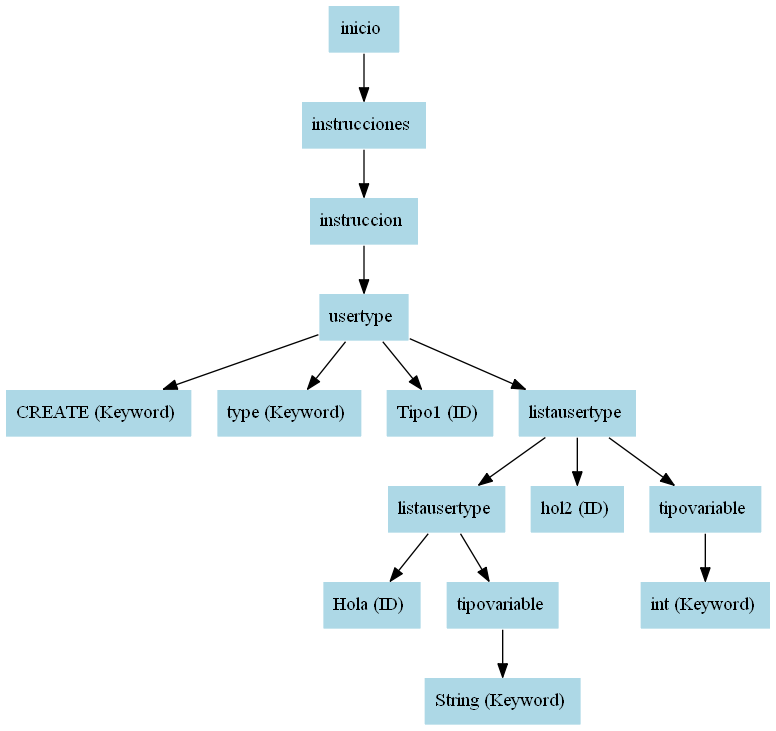 inicio
instrucciones
instruccion
usertype
CREATE (Keyword)
type (Keyword)
Tipo1 (ID)
listausertype
listausertype
hol2 (ID)
tipovariable
Hola (ID)
tipovariable
int (Keyword)
String (Keyword)